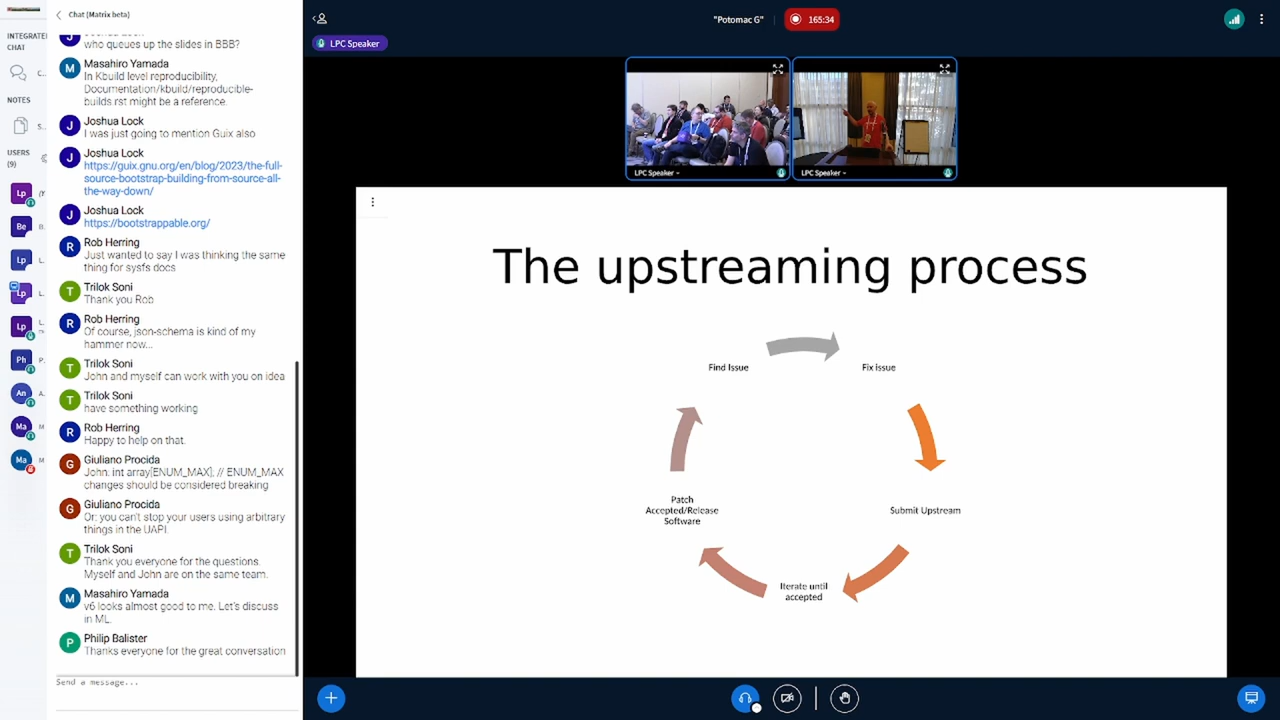 INTEGRATE
CHAT
C...
NOTES
S...
USERS
(9)
Lp
Be
Lp
Lp
Lp
Ph
An
Ma
Ma
Chat [Matrix beta]
J
who queues up the slides in BBB?
M
Masahiro Yamada
In Kbuild level reproducibility,
Documentation/kbuild/reproducible-
builds rst might be a reference.
J
Joshua Lock
I was just going to mention Guix also
J
Joshua Lock
https://guix.gnu.org/en/blog/2023/the-full-
source-bootstrap-building-from-source-all-
the-way-down/
J
Joshua Lock
https://bootstrappable.org/
R
Rob Herring
Just wanted to say I was thinking the same
thing for sysfs docs
T
Trilok Soni
Thank you Rob
R
Rob Herring
Of course, json-schema is kind of my
hammer now...
T
Trilok Soni
John and myself can work with you on idea
T
Trilok Soni
have something working
R
Rob Herring
Happy to help on that.
G
Giuliano Procida
John: int array[ENUM_MAX]; // ENUM_MAX
changes should be considered breaking
G
Giuliano Procida
Or: you can't stop your users using arbitrary
things in the UAPI.
T
Trilok Soni
Thank you everyone for the questions.
Myself and John are on the same team.
M
Masahiro Yamada
v6 looks almost good to me. Let's discuss
in ML.
P
Philip Balister
Thanks everyone for the great conversation
Send a message...
"Potomac G"
165:34
LPC Speaker
LPC Speaker
LPC Speaker
The upstreaming process
Find Issue
Fix issue
Submit Upstream
Iterate until
accepted
Patch
Accepted/Release
Software